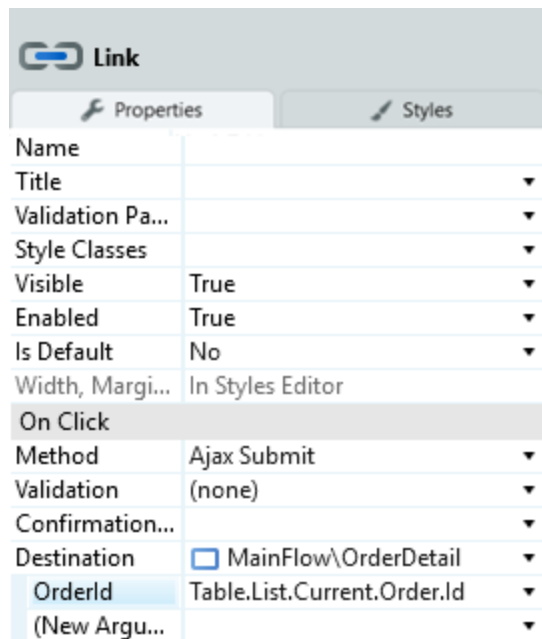 Link
Properties Styles
Name
Title
Validation Pa...
Style Classes
Visible True
Enabled True
Is Default No
Width, Margi... In Styles Editor
On Click
Method Ajax Submit
Validation (none)
Confirmation...
Destination MainFlow\OrderDetail
OrderId Table.List.Current.Order.Id
(New Argu...